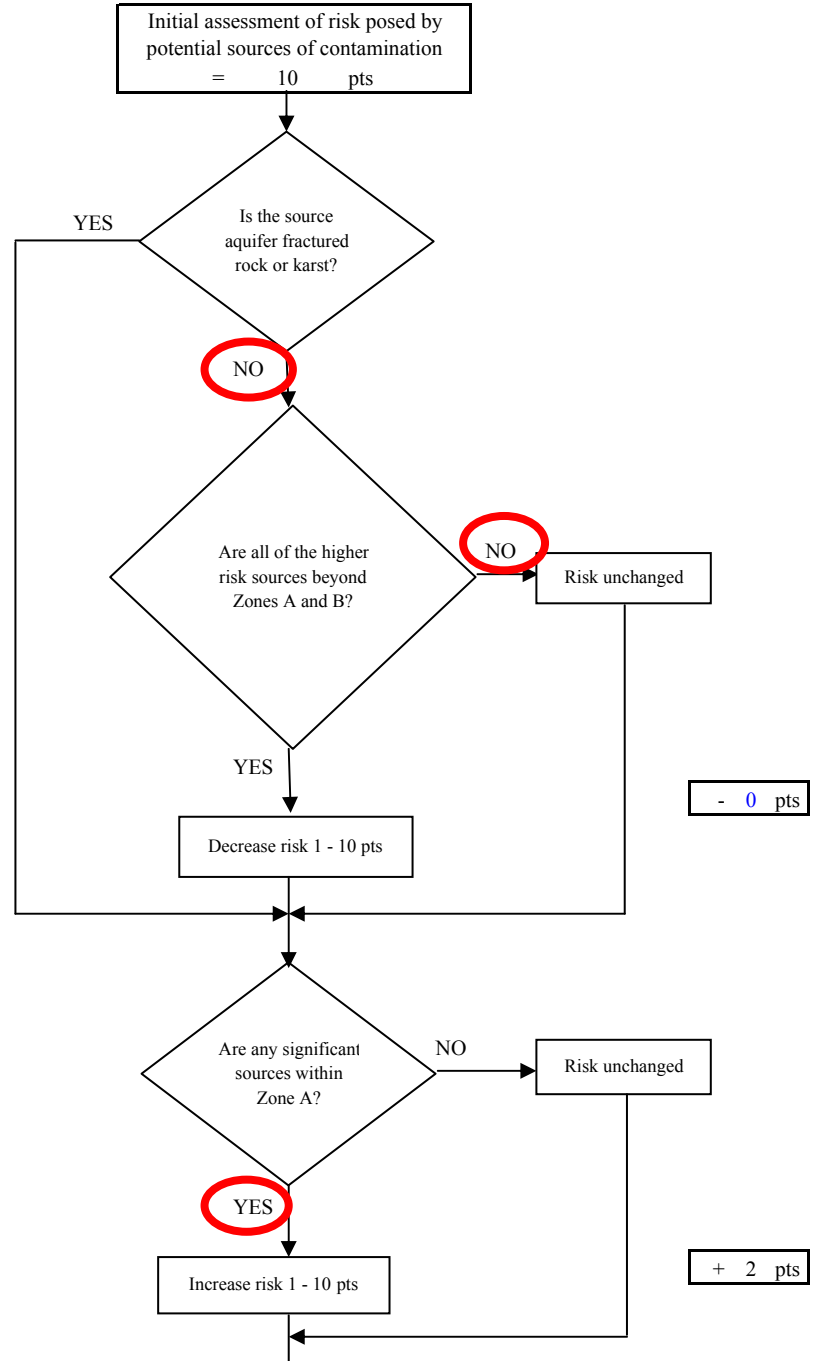 Initial assessment of risk posed by
potential sources of contamination
= 10 pts
YES
Is the source
aquifer fractured
rock or karst?
NO
Are all of the higher
risk sources beyond
Zones A and B?
NO
Risk unchanged
YES
- 0 pts
Decrease risk 1 - 10 pts
Are any significant
sources within
Zone A?
NO
Risk unchanged
YES
+ 2 pts
Increase risk 1 - 10 pts